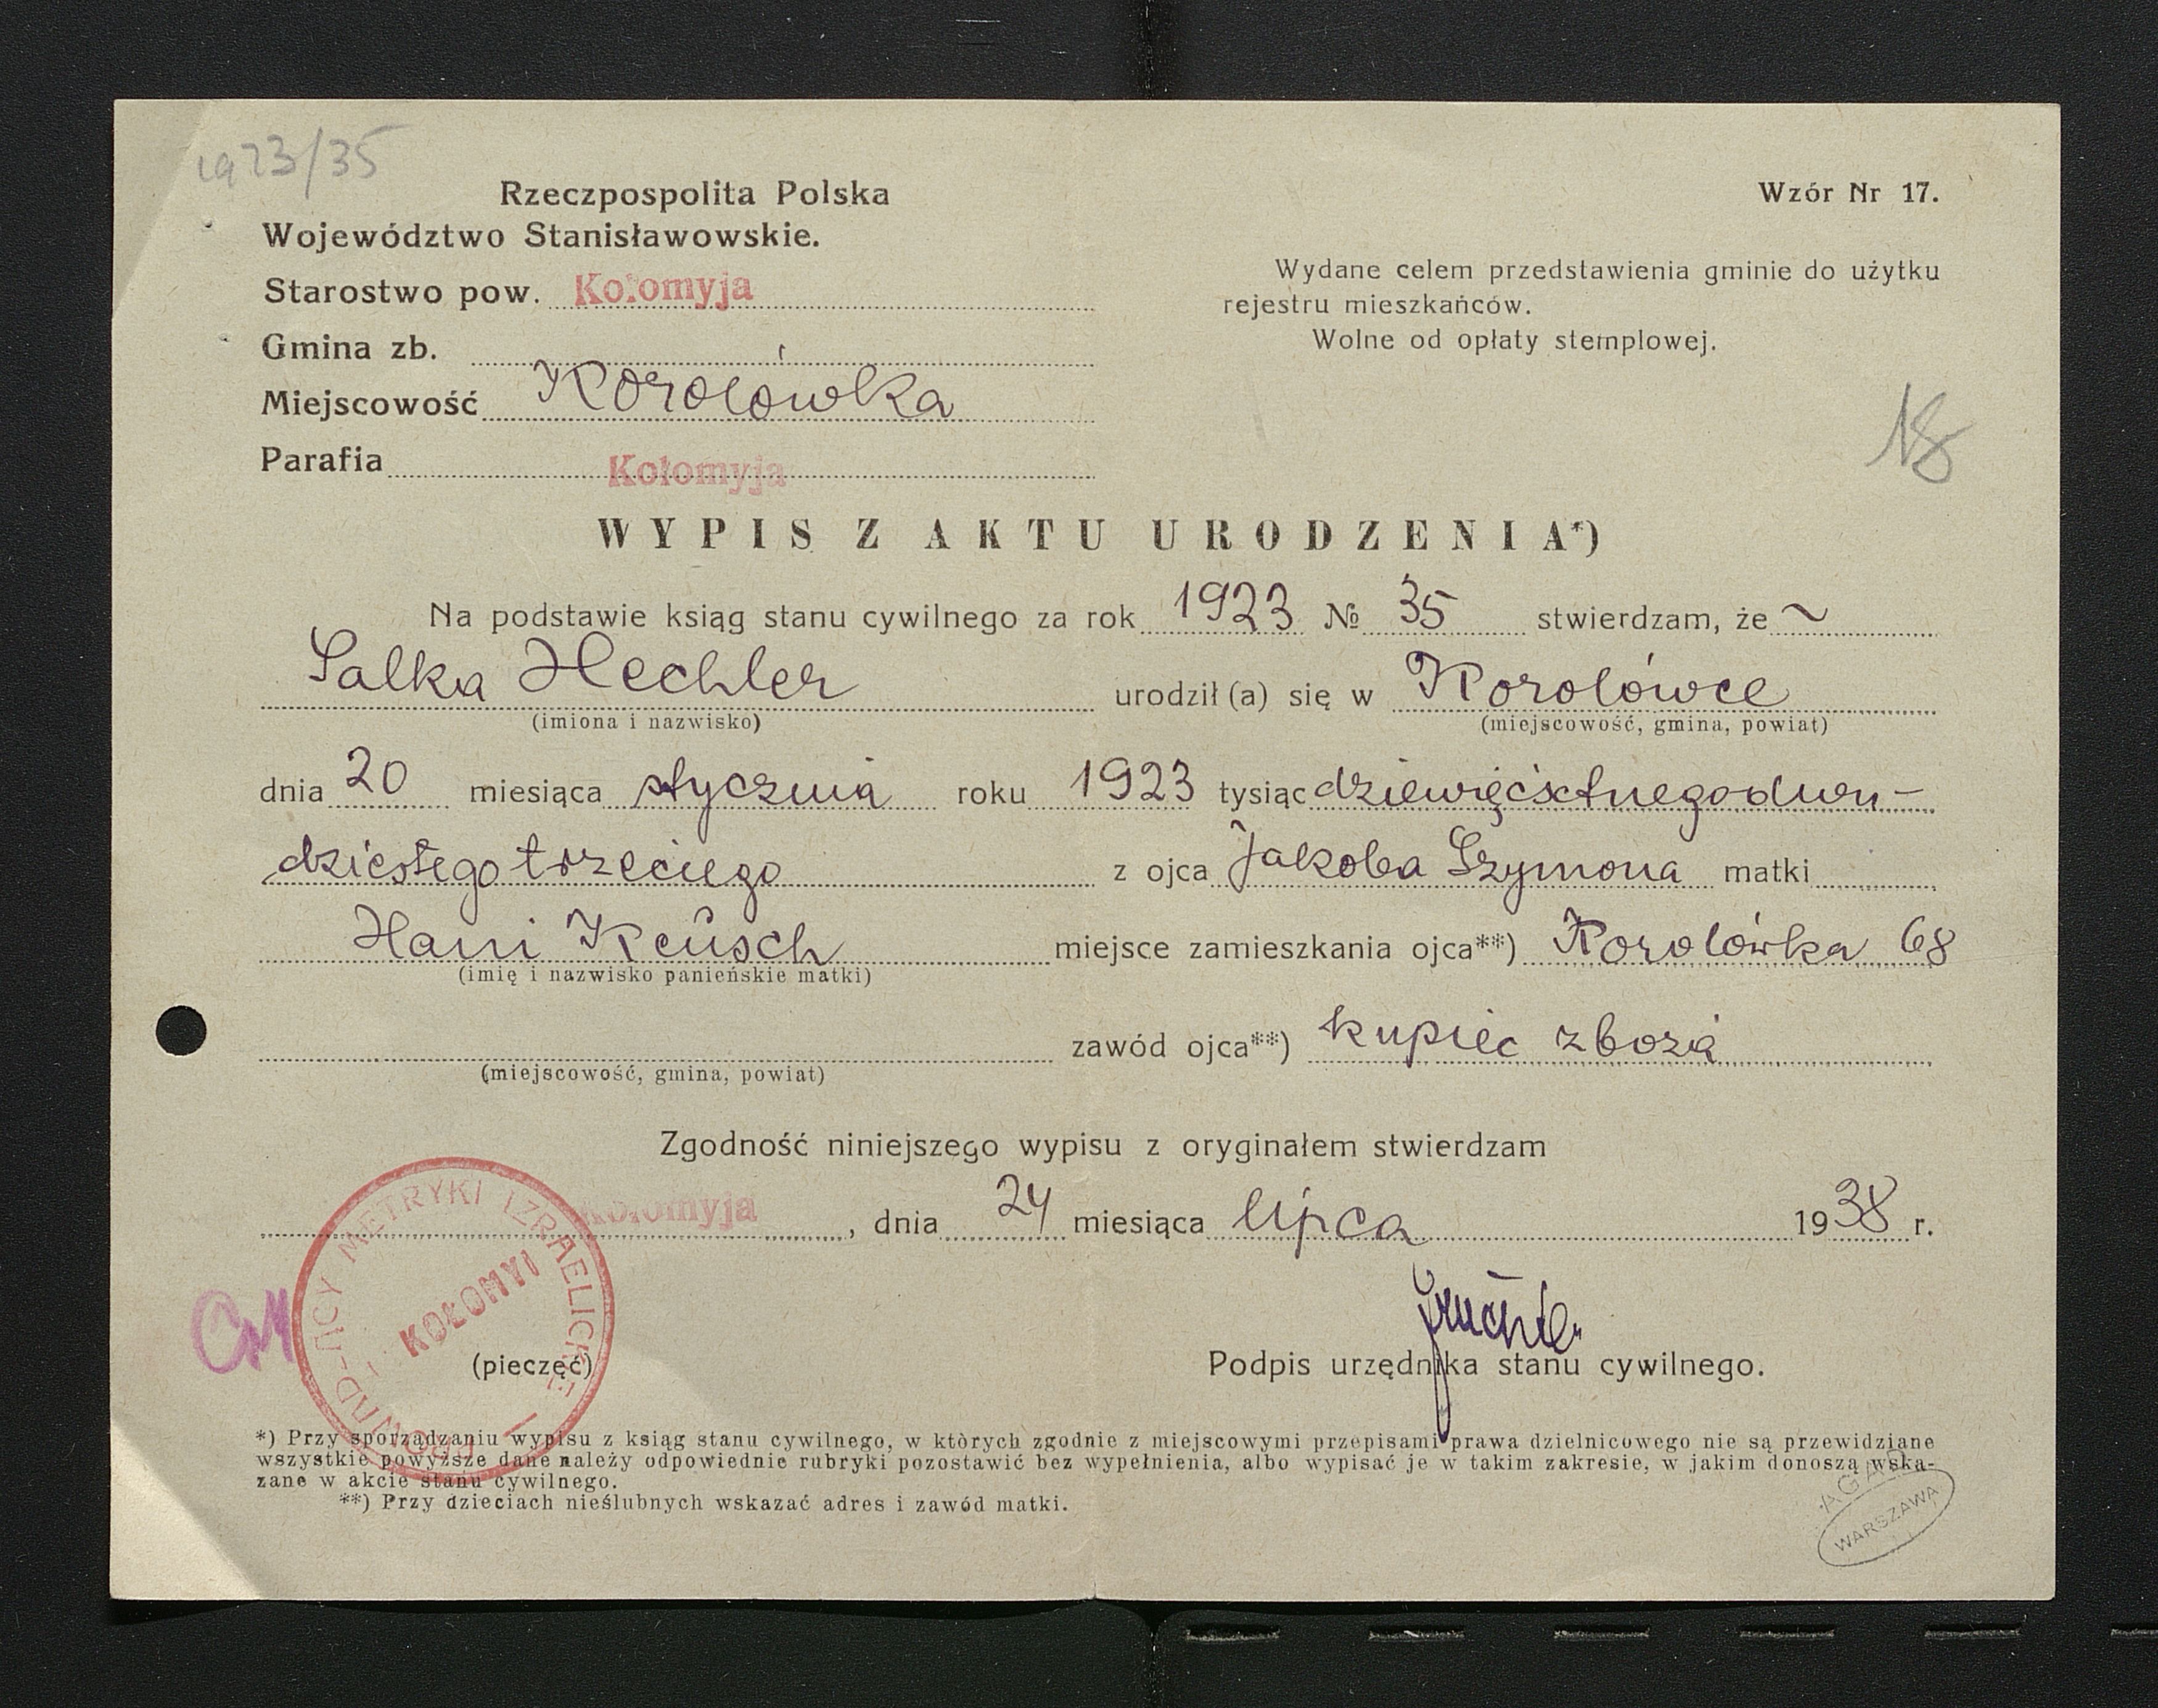 1923/35
Rzeczpospolita Polska
Województwo Stanisławowskie.
Starostwo pow. Kołomyja
Gmina zb.
Miejscowość Korolówka
Parafia Kołomyja
Wzór Nr 17.
Wydane celem przedstawienia gminie do użytku
rejestru mieszkańców.
Wolne od opłaty stemplowej.
18
WYPIS Z AKTU URODZENIA*)
Na podstawie ksiąg stanu cywilnego za rok 1923 № 35 stwierdzam, że ~
Salka Hechler urodził (a) się w Korolówce
(imiona i nazwisko) (miejscowość, gmina, powiat)
dnia 20 miesiąca stycznia roku 1923 tysiąc dziewięćsetnego dwu-
dziestego trzeciego z ojca Jakoba Szymona matki
Hani Keusch miejsce zamieszkania ojca**) Korolówka 68
(imię i nazwisko panieńskie matki)
zawód ojca**) kupiec zboża
(miejscowość, gmina, powiat)
Zgodność niniejszego wypisu z oryginałem stwierdzam
Kołomyja, dnia 24 miesiąca lipca 1938 r.
PROWADZ-ĄCY METRYKI IZRAELICKIE
KOŁOMYI
(pieczęć)
Podpis urzędnika stanu cywilnego.
*) Przy sporządzaniu wypisu z ksiąg stanu cywilnego, w których zgodnie z miejscowymi przepisami prawa dzielnicowego nie są przewidziane
wszystkie powyższe dane należy odpowiednie rubryki pozostawić bez wypełnienia, albo wypisać je w takim zakresie, w jakim donoszą wska-
zane w akcie stanu cywilnego.
**) Przy dzieciach nieślubnych wskazać adres i zawód matki.
AGAD
WARSZAWA